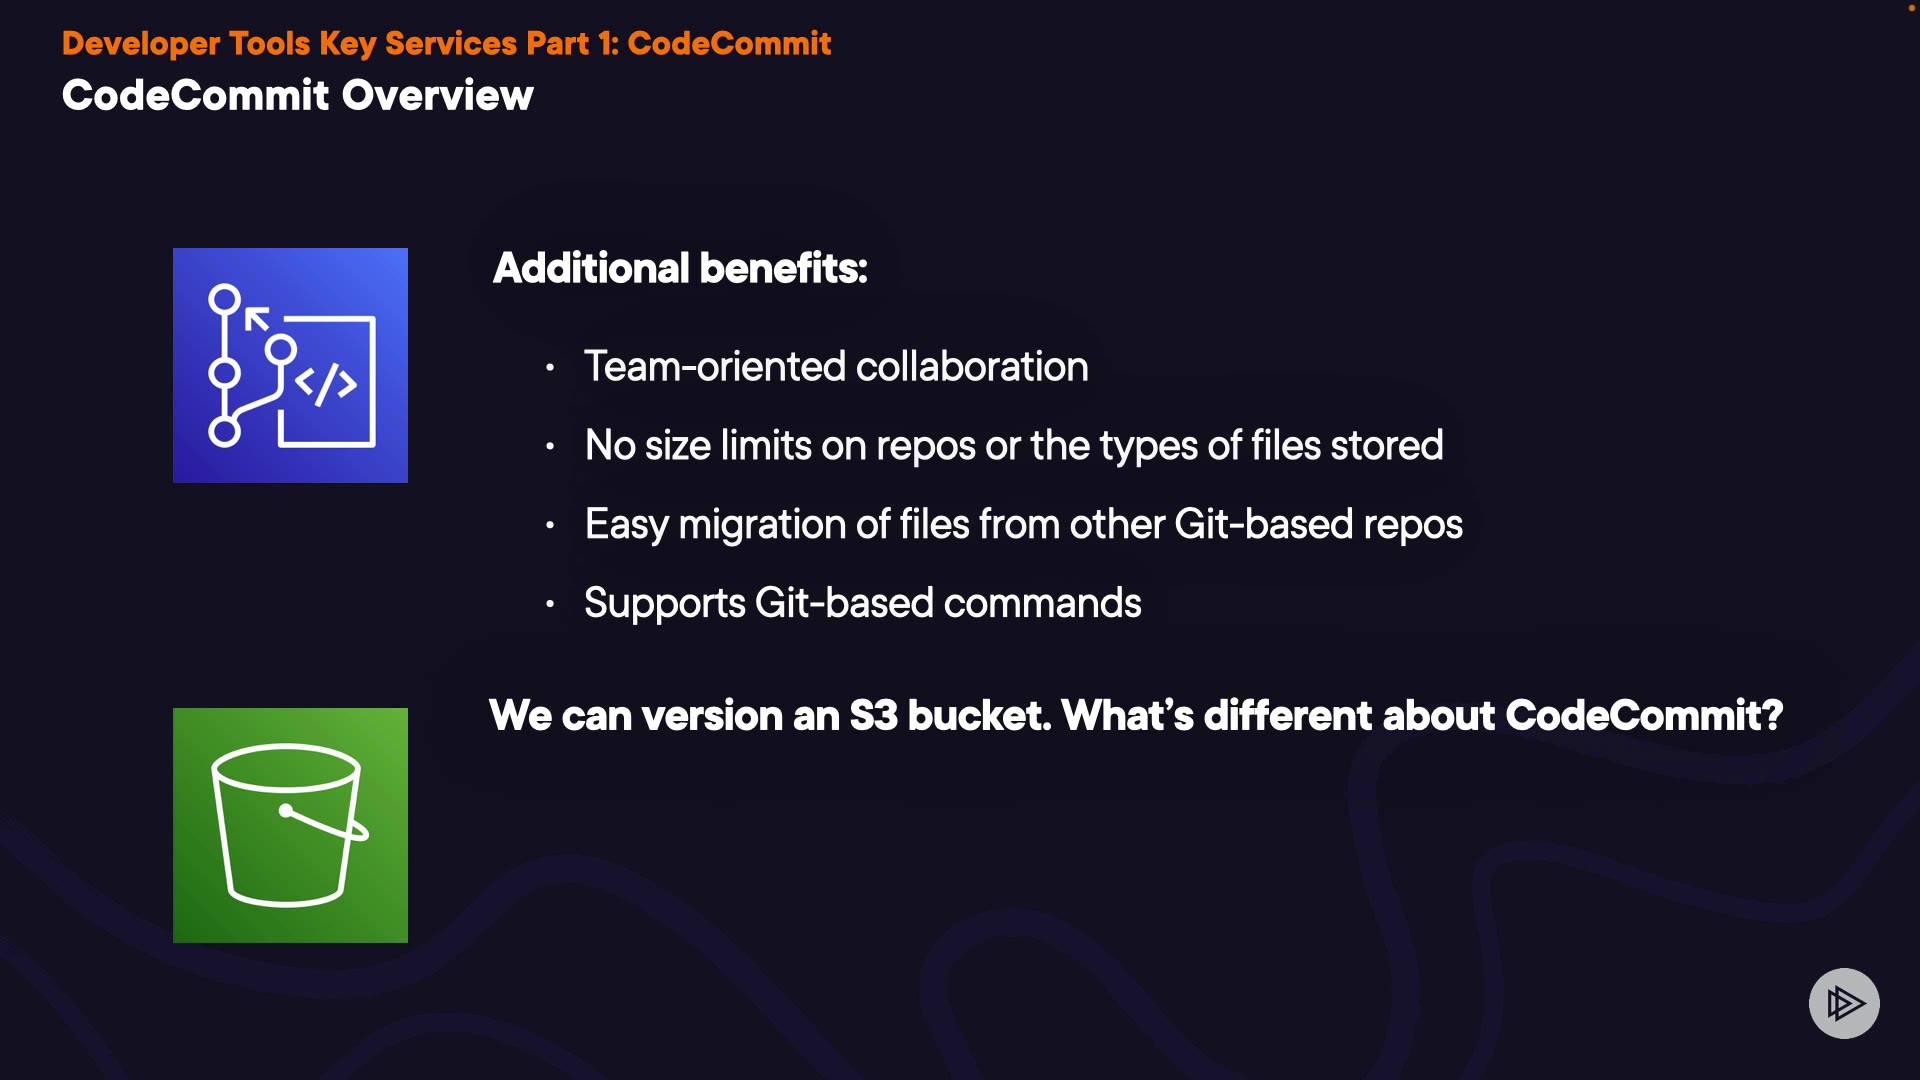 Developer Tools Key Services Part 1: CodeCommit
CodeCommit Overview
Additional benefits:
• Team-oriented collaboration
• No size limits on repos or the types of files stored
• Easy migration of files from other Git-based repos
• Supports Git-based commands
We can version an S3 bucket. What’s different about CodeCommit?